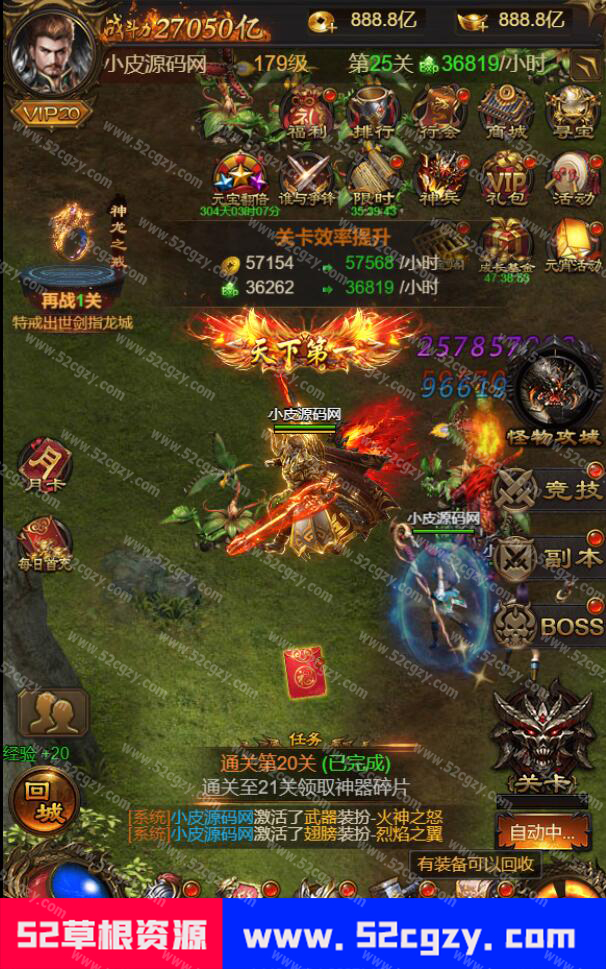 战斗力27050亿
888.8亿
888.8亿
小皮源码网
179级
第25关
EXP 36819/小时
VIP20
福利
排行
行会
商城
寻宝
元宝翻倍
谁与争锋
限时
神兵
VIP礼包
活动
304天03时07分
35:39:43
神龙之戒
关卡效率提升
57154
57568 /小时
EXP 36262
EXP 36819 /小时
成长基金
元宵活动
47:38:53
再战1关
特戒出世剑指龙城
天下第一
96619
怪物攻城
小皮源码网
月卡
竞技
每日首充
小皮源码网
副本
BOSS
任务
通关第20关 (已完成)
通关至21关领取神器碎片
经验 +20
回城
关卡
[系统]小皮源码网激活了武器装扮-火神之怒
[系统]小皮源码网激活了翅膀装扮-烈焰之翼
自动中...
有装备可以回收
52草根资源
www.52cgzy.com